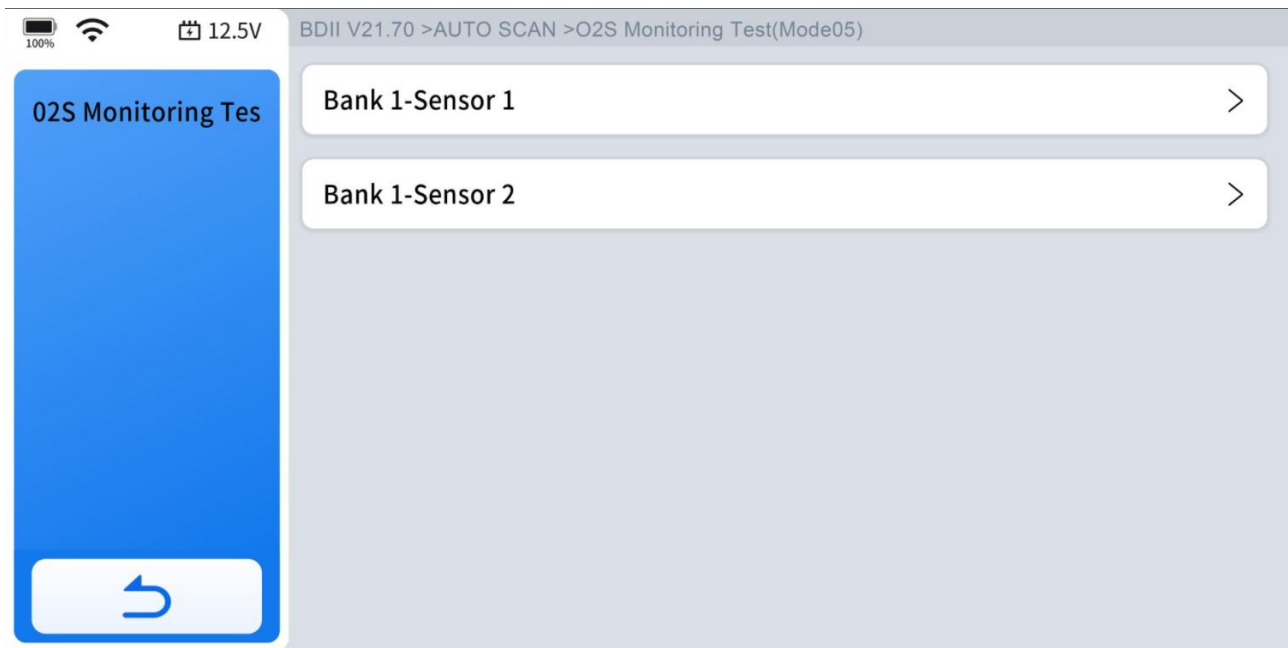 100%
12.5V
BDII V21.70 >AUTO SCAN >O2S Monitoring Test(Mode05)
02S Monitoring Tes
Bank 1-Sensor 1
Bank 1-Sensor 2